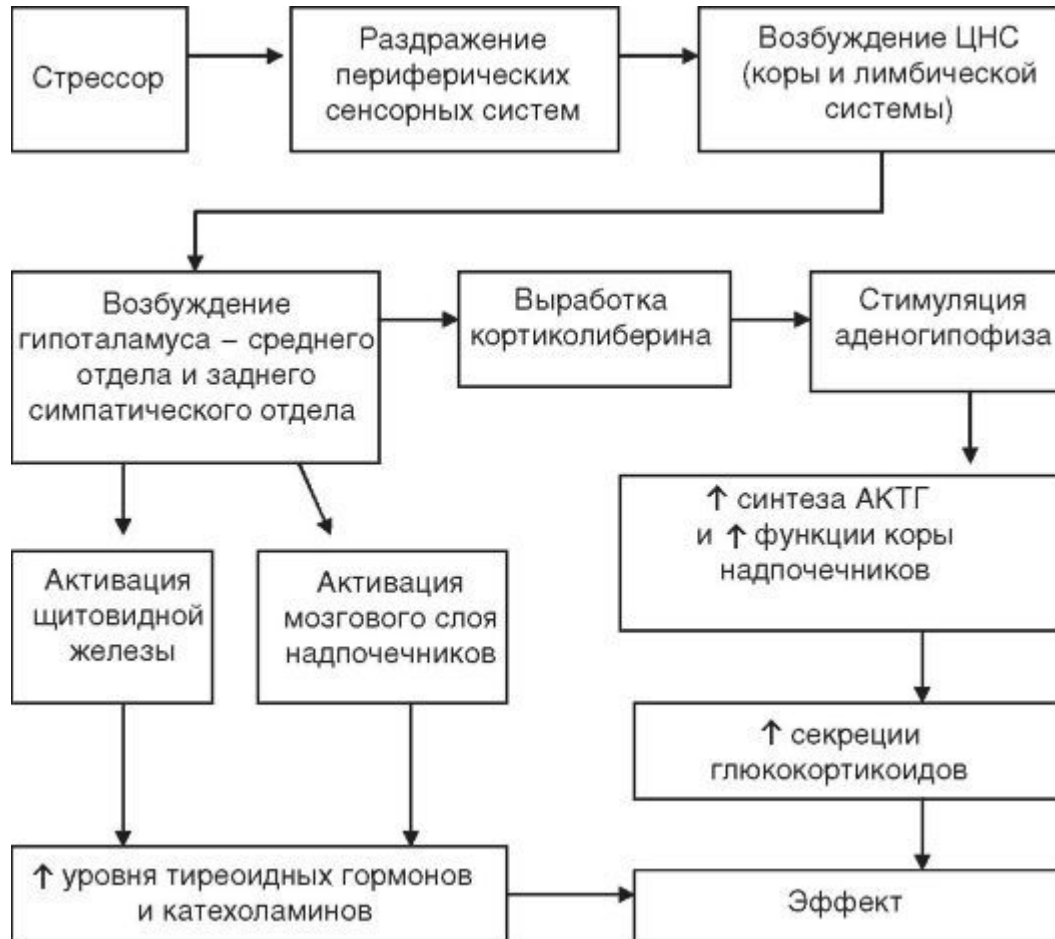 Стрессор
Раздражение
периферических
сенсорных систем
Возбуждение ЦНС
(коры и лимбической
системы)
Возбуждение
гипоталамуса – среднего
отдела и заднего
симпатического отдела
Выработка
кортиколиберина
Стимуляция
аденогипофиза
↑ синтеза АКТГ
и ↑ функции коры
надпочечников
Активация
щитовидной
железы
Активация
мозгового слоя
надпочечников
↑ секреции
глюкокортикоидов
↑ уровня тиреоидных гормонов
и катехоламинов
Эффект